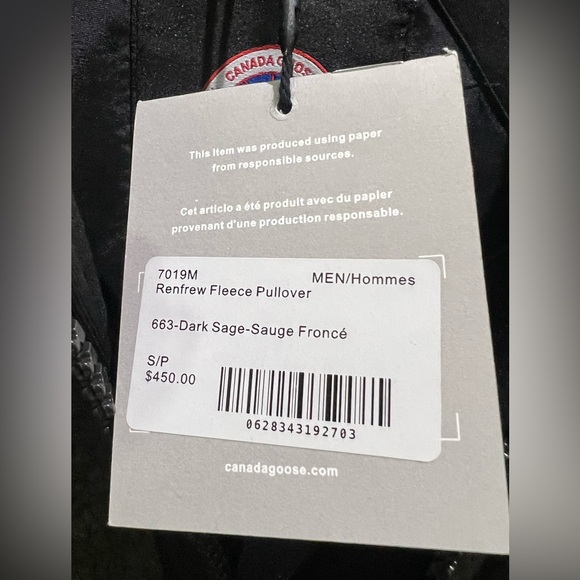 CANADA GOOSE
This item was produced using paper
from responsible sources.
Cet articlo a été produit avec du papier
provenant d'une production responsable.
7019M MEN/Hommes
Renfrew Fleece Pullover
663-Dark Sage-Sauge Froncé
S/P
$450.00
0628343192703
canadagoose.com